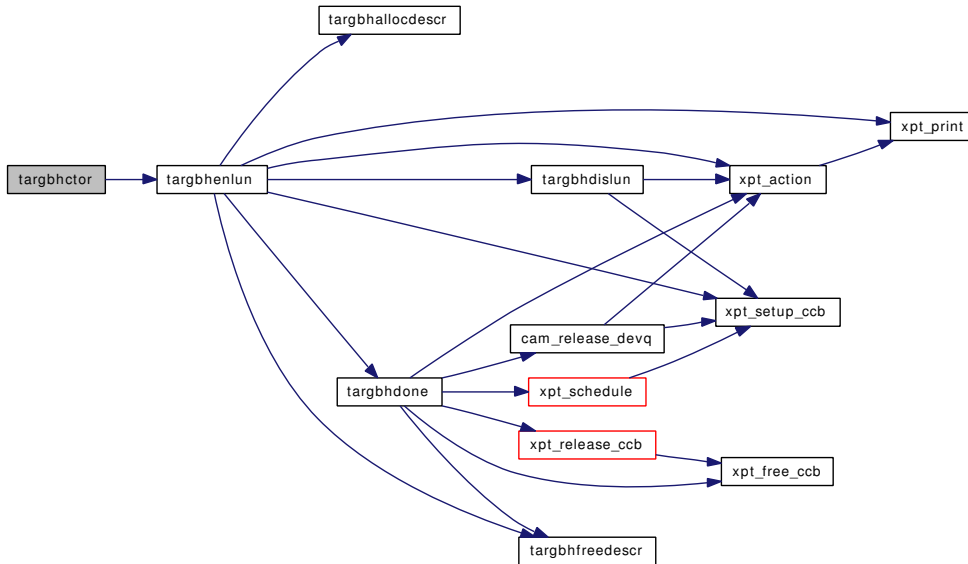 targbhallocdescr
xpt_print
targbhctor
targbhenlun
targbhdislun
xpt_action
xpt_setup_ccb
cam_release_devq
targbhdone
xpt_schedule
xpt_release_ccb
xpt_free_ccb
targbhfreedescr